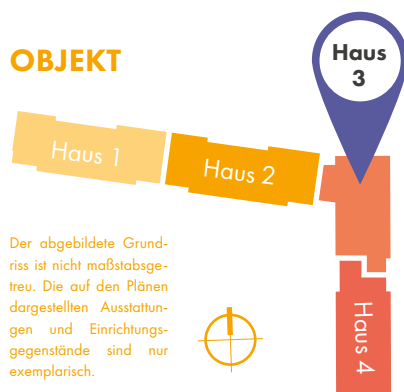 OBJEKT
Haus
3
Haus 1
Haus 2
Der abgebildete Grund-
riss ist nicht maßstabsge-
treu. Die auf den Plänen
dargestellten Ausstattun-
gen und Einrichtungs-
gegenstände sind nur
exemplarisch.
Haus 4